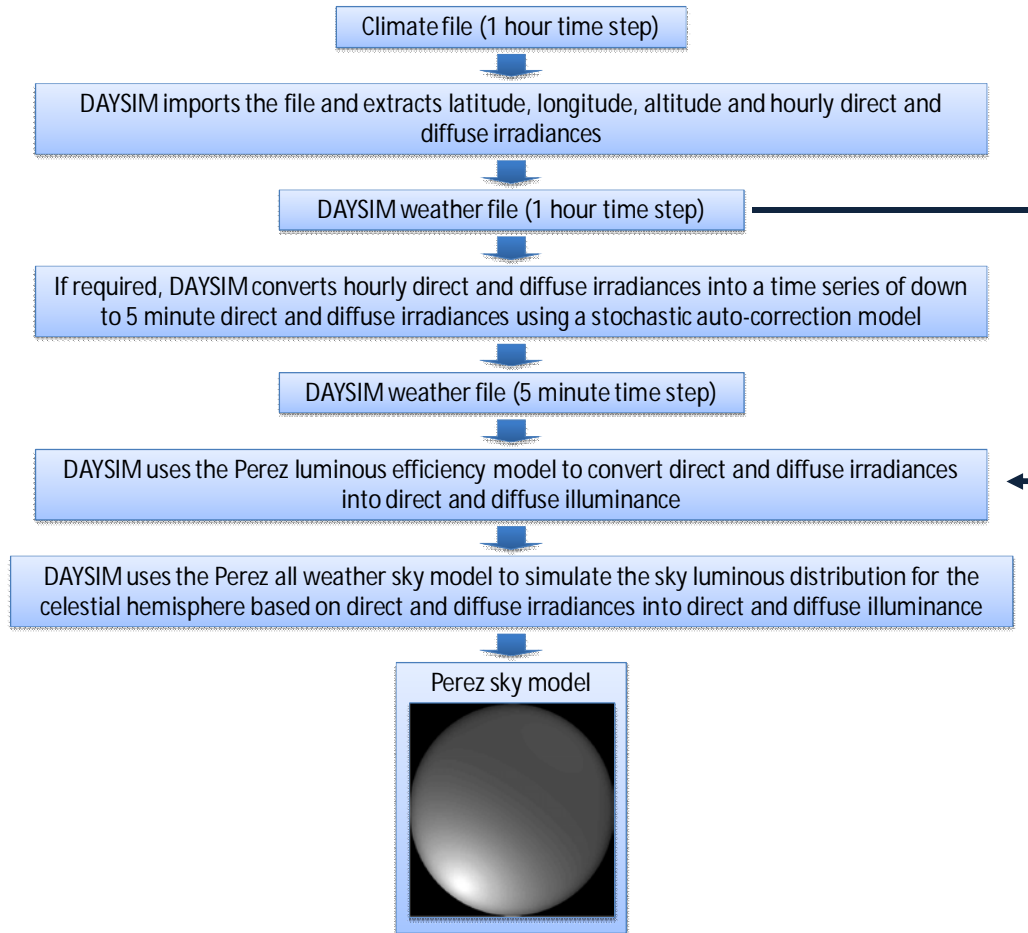 Climate file (1 hour time step)
DAYSIM imports the file and extracts latitude, longitude, altitude and hourly direct and
diffuse irradiances
DAYSIM weather file (1 hour time step)
If required, DAYSIM converts hourly direct and diffuse irradiances into a time series of down
to 5 minute direct and diffuse irradiances using a stochastic auto-correction model
DAYSIM weather file (5 minute time step)
DAYSIM uses the Perez luminous efficiency model to convert direct and diffuse irradiances
into direct and diffuse illuminance
DAYSIM uses the Perez all weather sky model to simulate the sky luminous distribution for the
celestial hemisphere based on direct and diffuse irradiances into direct and diffuse illuminance
Perez sky model